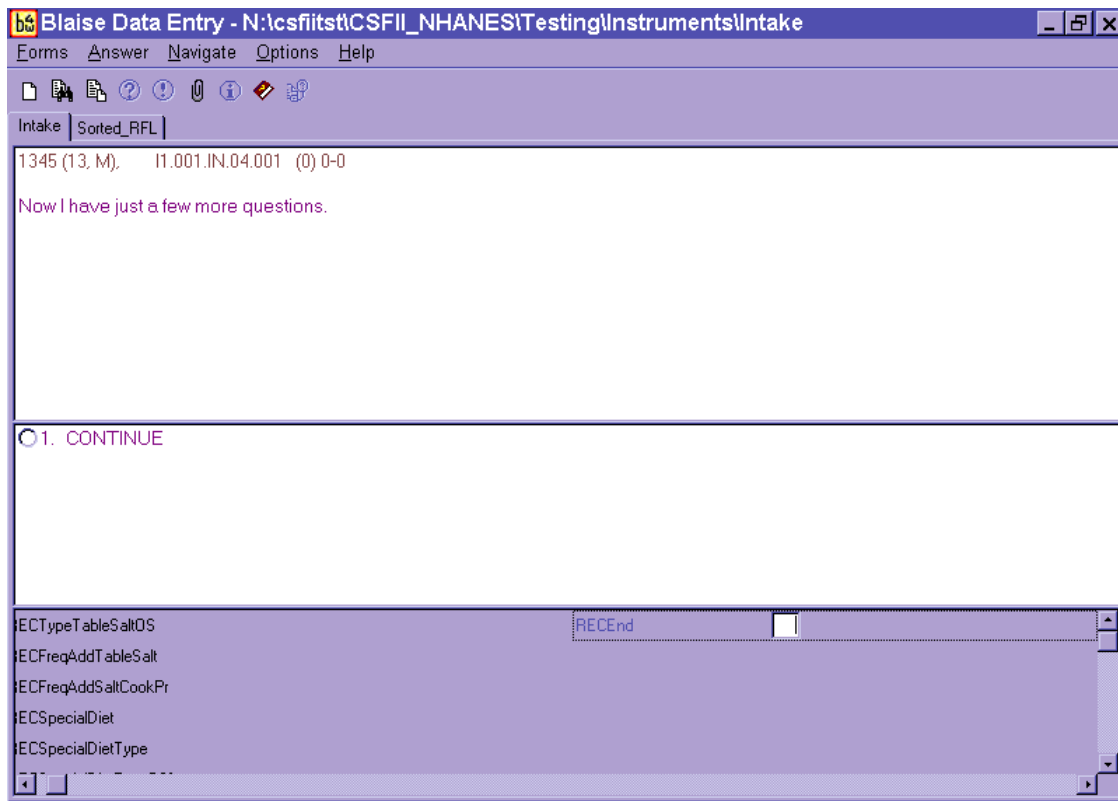 Blaise Data Entry - N:\csfiitst\CSFII_NHANES\Testing\Instruments\Intake
Forms Answer Navigate Options Help
Intake Sorted_RFL
1345 (13, M), I1.001.IN.04.001 (0) 0-0
Now I have just a few more questions.
1. CONTINUE
ECTypeTableSaltOS RECEnd
ECFreqAddTableSalt
ECFreqAddSaltCookPr
ECSpecialDiet
ECSpecialDietType